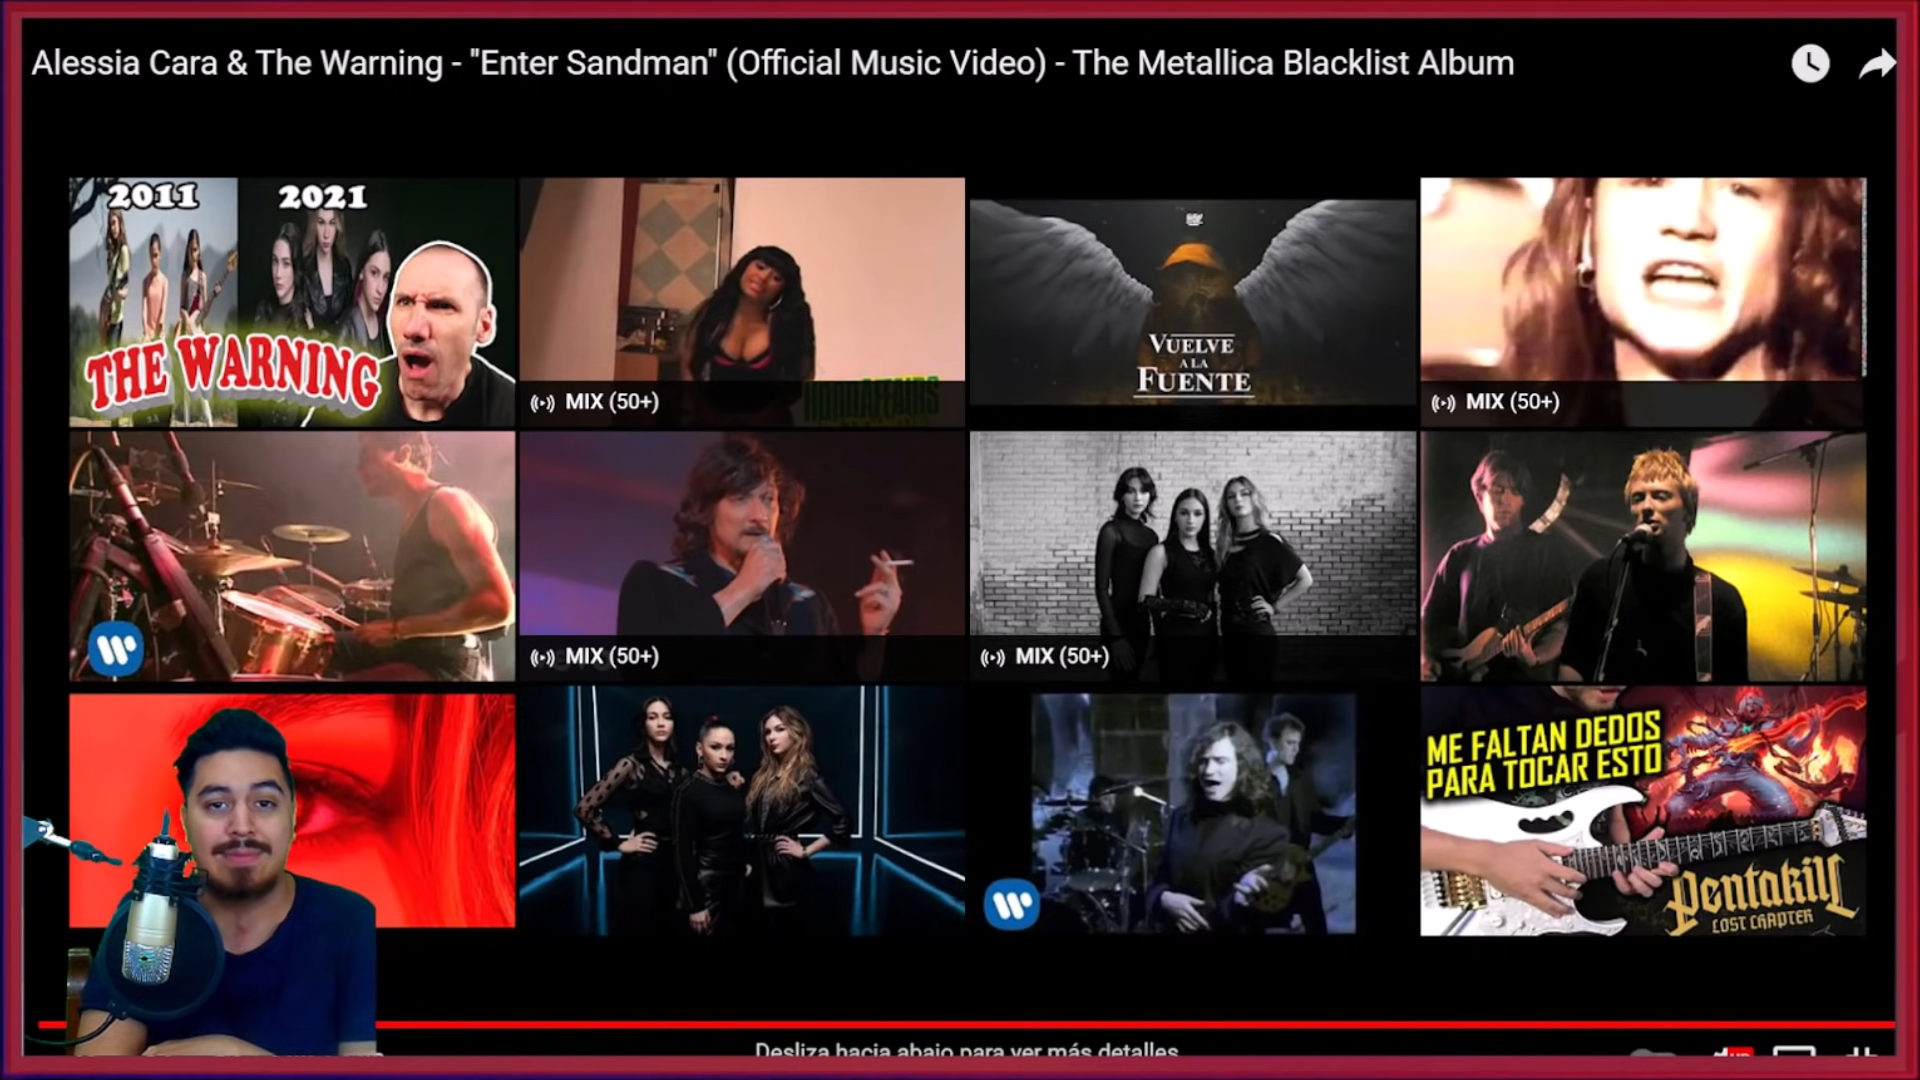 Alessia Cara & The Warning - "Enter Sandman" (Official Music Video) - The Metallica Blacklist Album
2011
2021
THE WARNING
MIX (50+)
VUELVE
A LA
FUENTE
MIX (50+)
MIX (50+)
MIX (50+)
ME FALTAN DEDOS
PARA TOCAR ESTO
Pentakill
LOST CHAPTER
Desliza hacia abajo para ver más detalles
HD